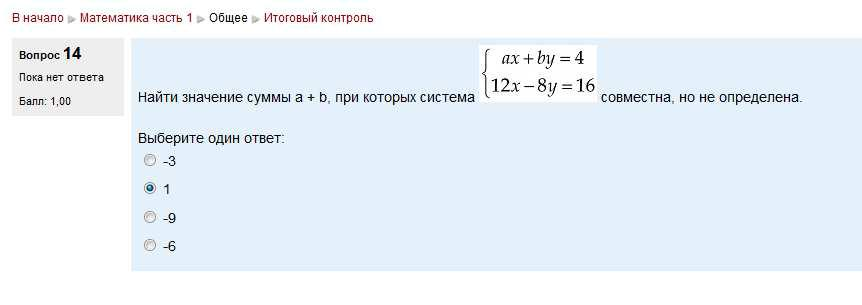 В начало ► Математика часть 1 ► Общее ► Итоговый контроль
Вопрос 14
Пока нет ответа
Балл: 1,00
Найти значение суммы a + b, при которых система { ax + by = 4
12x − 8y = 16 совместна, но не определена.
Выберите один ответ:
-3
1
-9
-6